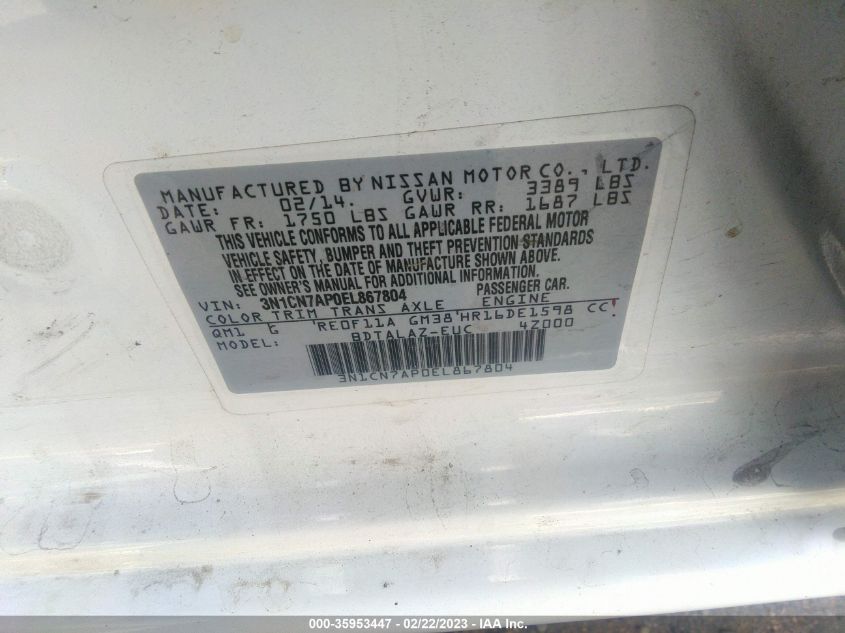 MANUFACTURED BY NISSAN MOTOR CO., LTD.
DATE: 02/14. GVWR: 3389 LBS
GAWR FR: 1750 LBS GAWR RR: 1687 LBS
THIS VEHICLE CONFORMS TO ALL APPLICABLE FEDERAL MOTOR
VEHICLE SAFETY, BUMPER AND THEFT PREVENTION STANDARDS
IN EFFECT ON THE DATE OF MANUFACTURE SHOWN ABOVE.
SEE OWNER'S MANUAL FOR ADDITIONAL INFORMATION.
VIN: 3N1CN7AP0EL867804 PASSENGER CAR.
COLOR TRIM TRANS AXLE ENGINE
QM1 G RE0F11A GM38 HR16DE1598 CC
MODEL: BDTALAZ-EUC 4Z000
3N1CN7AP0EL867804
000-35953447 - 02/22/2023 - IAA Inc.